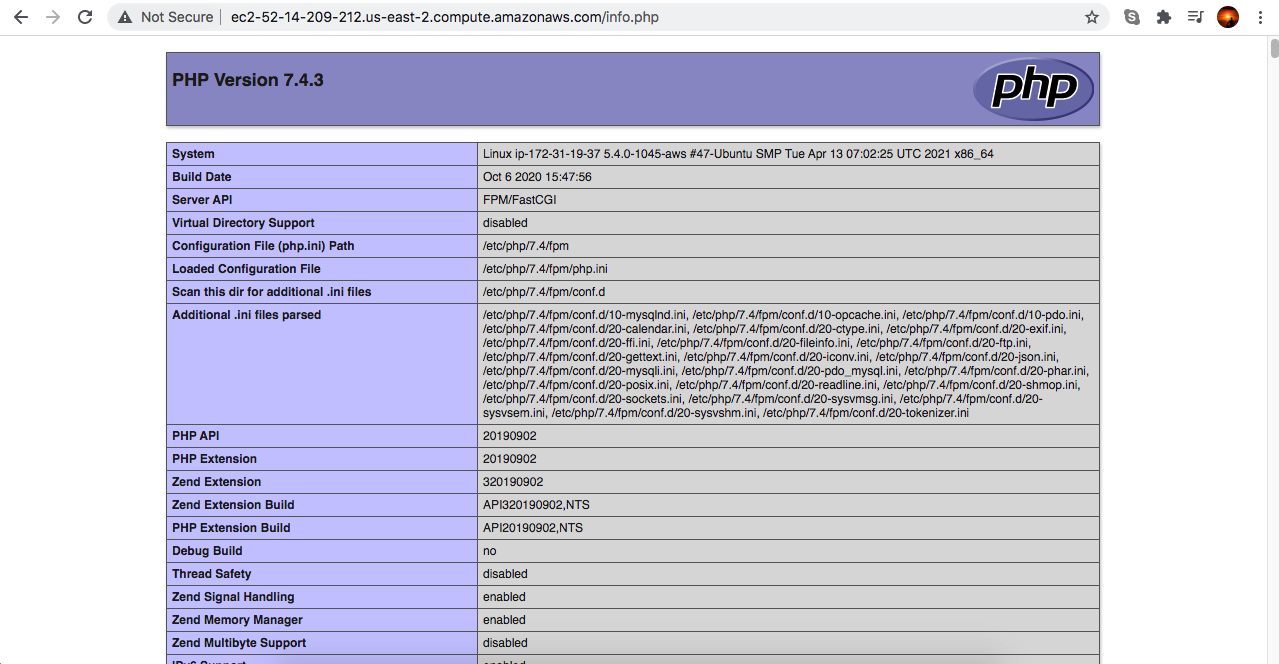 Not Secure ec2-52-14-209-212.us-east-2.compute.amazonaws.com/info.php
PHP Version 7.4.3
php
System Linux ip-172-31-19-37 5.4.0-1045-aws #47-Ubuntu SMP Tue Apr 13 07:02:25 UTC 2021 x86_64
Build Date Oct 6 2020 15:47:56
Server API FPM/FastCGI
Virtual Directory Support disabled
Configuration File (php.ini) Path /etc/php/7.4/fpm
Loaded Configuration File /etc/php/7.4/fpm/php.ini
Scan this dir for additional .ini files /etc/php/7.4/fpm/conf.d
Additional .ini files parsed /etc/php/7.4/fpm/conf.d/10-mysqlnd.ini, /etc/php/7.4/fpm/conf.d/10-opcache.ini, /etc/php/7.4/fpm/conf.d/10-pdo.ini,
/etc/php/7.4/fpm/conf.d/20-calendar.ini, /etc/php/7.4/fpm/conf.d/20-ctype.ini, /etc/php/7.4/fpm/conf.d/20-exif.ini,
/etc/php/7.4/fpm/conf.d/20-ffi.ini, /etc/php/7.4/fpm/conf.d/20-fileinfo.ini, /etc/php/7.4/fpm/conf.d/20-ftp.ini,
/etc/php/7.4/fpm/conf.d/20-gettext.ini, /etc/php/7.4/fpm/conf.d/20-iconv.ini, /etc/php/7.4/fpm/conf.d/20-json.ini,
/etc/php/7.4/fpm/conf.d/20-mysqli.ini, /etc/php/7.4/fpm/conf.d/20-pdo_mysql.ini, /etc/php/7.4/fpm/conf.d/20-phar.ini,
/etc/php/7.4/fpm/conf.d/20-posix.ini, /etc/php/7.4/fpm/conf.d/20-readline.ini, /etc/php/7.4/fpm/conf.d/20-shmop.ini,
/etc/php/7.4/fpm/conf.d/20-sockets.ini, /etc/php/7.4/fpm/conf.d/20-sysvmsg.ini, /etc/php/7.4/fpm/conf.d/20-
sysvsem.ini, /etc/php/7.4/fpm/conf.d/20-sysvshm.ini, /etc/php/7.4/fpm/conf.d/20-tokenizer.ini
PHP API 20190902
PHP Extension 20190902
Zend Extension 320190902
Zend Extension Build API320190902,NTS
PHP Extension Build API20190902,NTS
Debug Build no
Thread Safety disabled
Zend Signal Handling enabled
Zend Memory Manager enabled
Zend Multibyte Support disabled